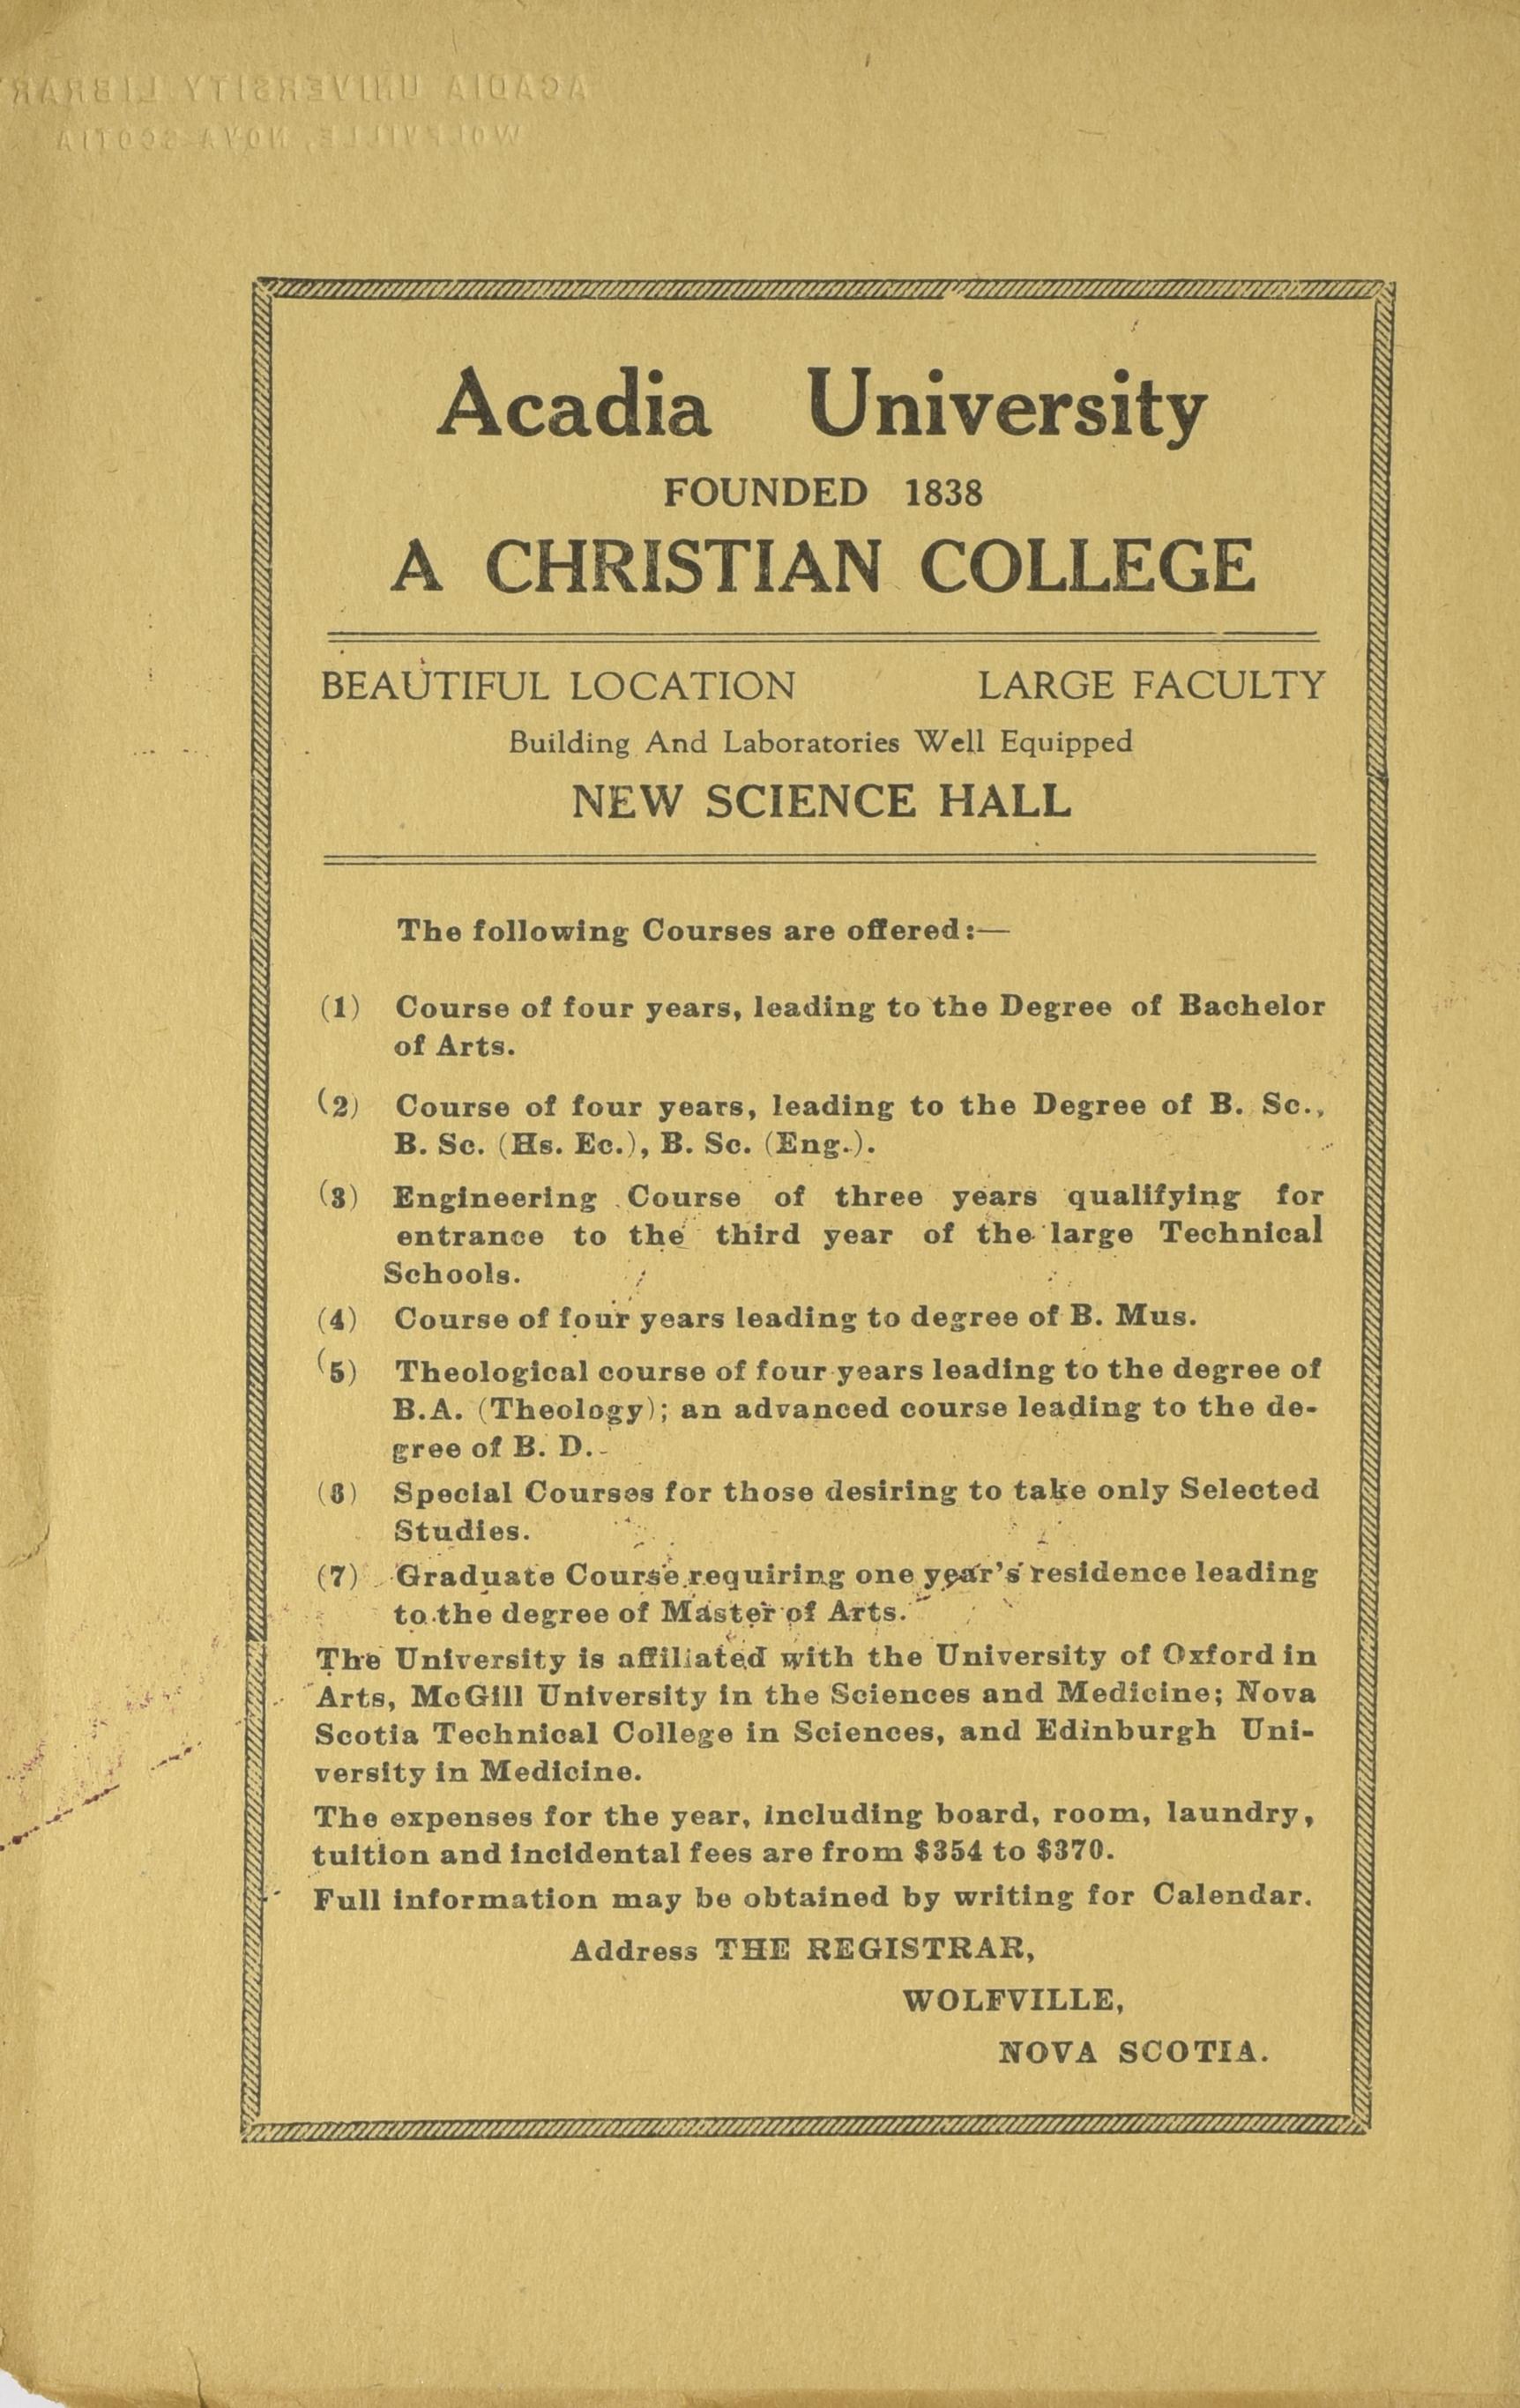 ACADIA UNIVERSITY LIBRARY
WOLFVILLE, NOVA SCOTIA
Acadia University
FOUNDED 1838
A CHRISTIAN COLLEGE
BEAUTIFUL LOCATION LARGE FACULTY
Building And Laboratories Well Equipped
NEW SCIENCE HALL
The following Courses are offered:—
(1) Course of four years, leading to the Degree of Bachelor
of Arts.
(2) Course of four years, leading to the Degree of B. Sc.,
B. Sc. (Hs. Ec.), B. Sc. (Eng.).
(3) Engineering Course of three years qualifying for
entrance to the third year of the large Technical
Schools.
(4) Course of four years leading to degree of B. Mus.
(5) Theological course of four years leading to the degree of
B.A. (Theology); an advanced course leading to the de-
gree of B. D.
(6) Special Courses for those desiring to take only Selected
Studies.
(7) Graduate Course requiring one year's residence leading
to the degree of Master of Arts.
The University is affiliated with the University of Oxford in
Arts, McGill University in the Sciences and Medicine; Nova
Scotia Technical College in Sciences, and Edinburgh Uni-
versity in Medicine.
The expenses for the year, including board, room, laundry,
tuition and incidental fees are from $354 to $370.
Full information may be obtained by writing for Calendar.
Address THE REGISTRAR,
WOLFVILLE,
NOVA SCOTIA.